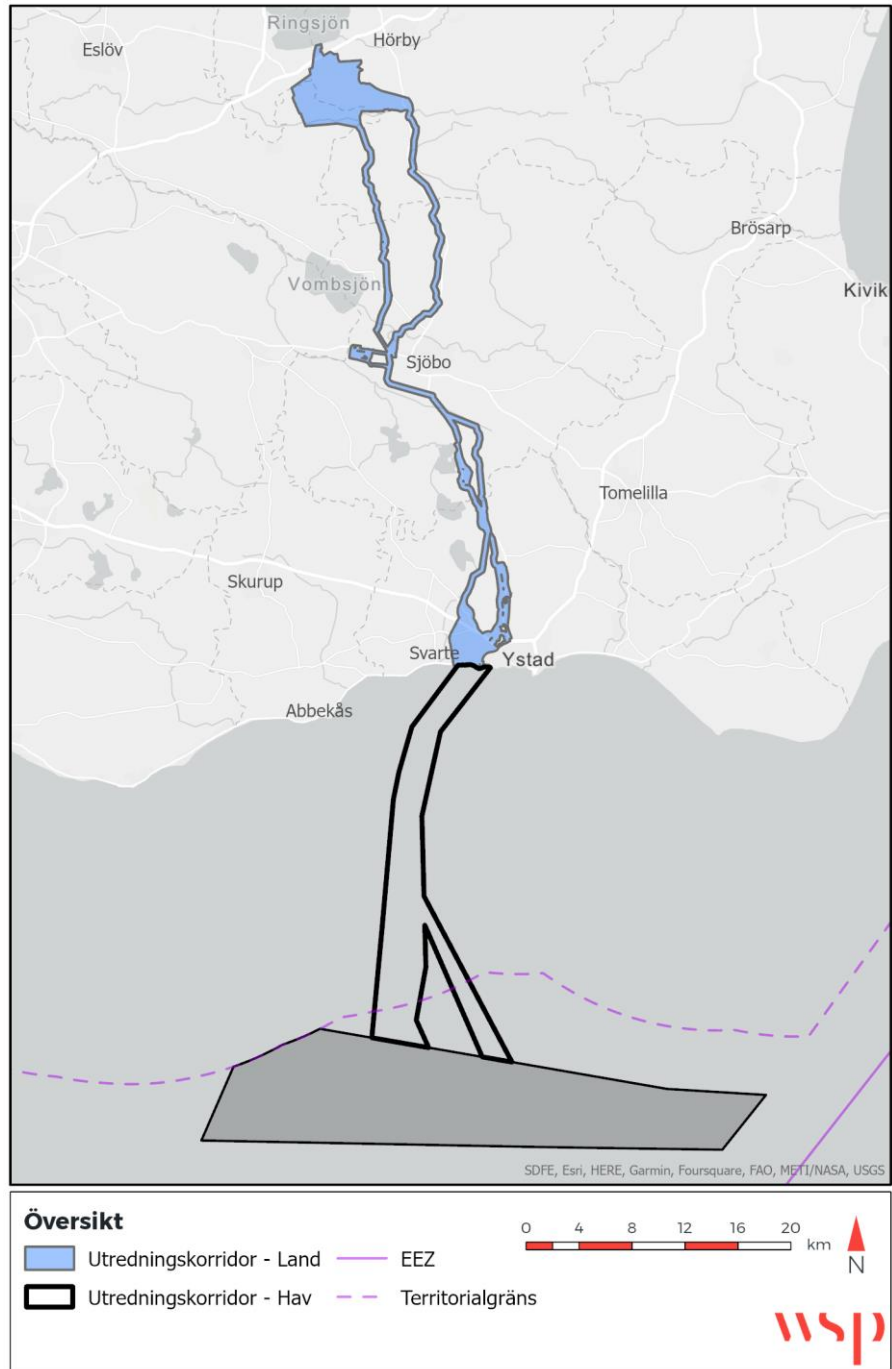 Ringsjön
Hörby
Eslöv
Brösarp
Vombsjön
Kivik
Sjöbo
Tomelilla
Skurup
Svarte
Ystad
Abbekås
SDFE, Esri, HERE, Garmin, Foursquare, FAO, METI/NASA, USGS
Översikt
Utredningskorridor - Land
EEZ
Utredningskorridor - Hav
Territorialgräns
0 4 8 12 16 20
km
N
wsp